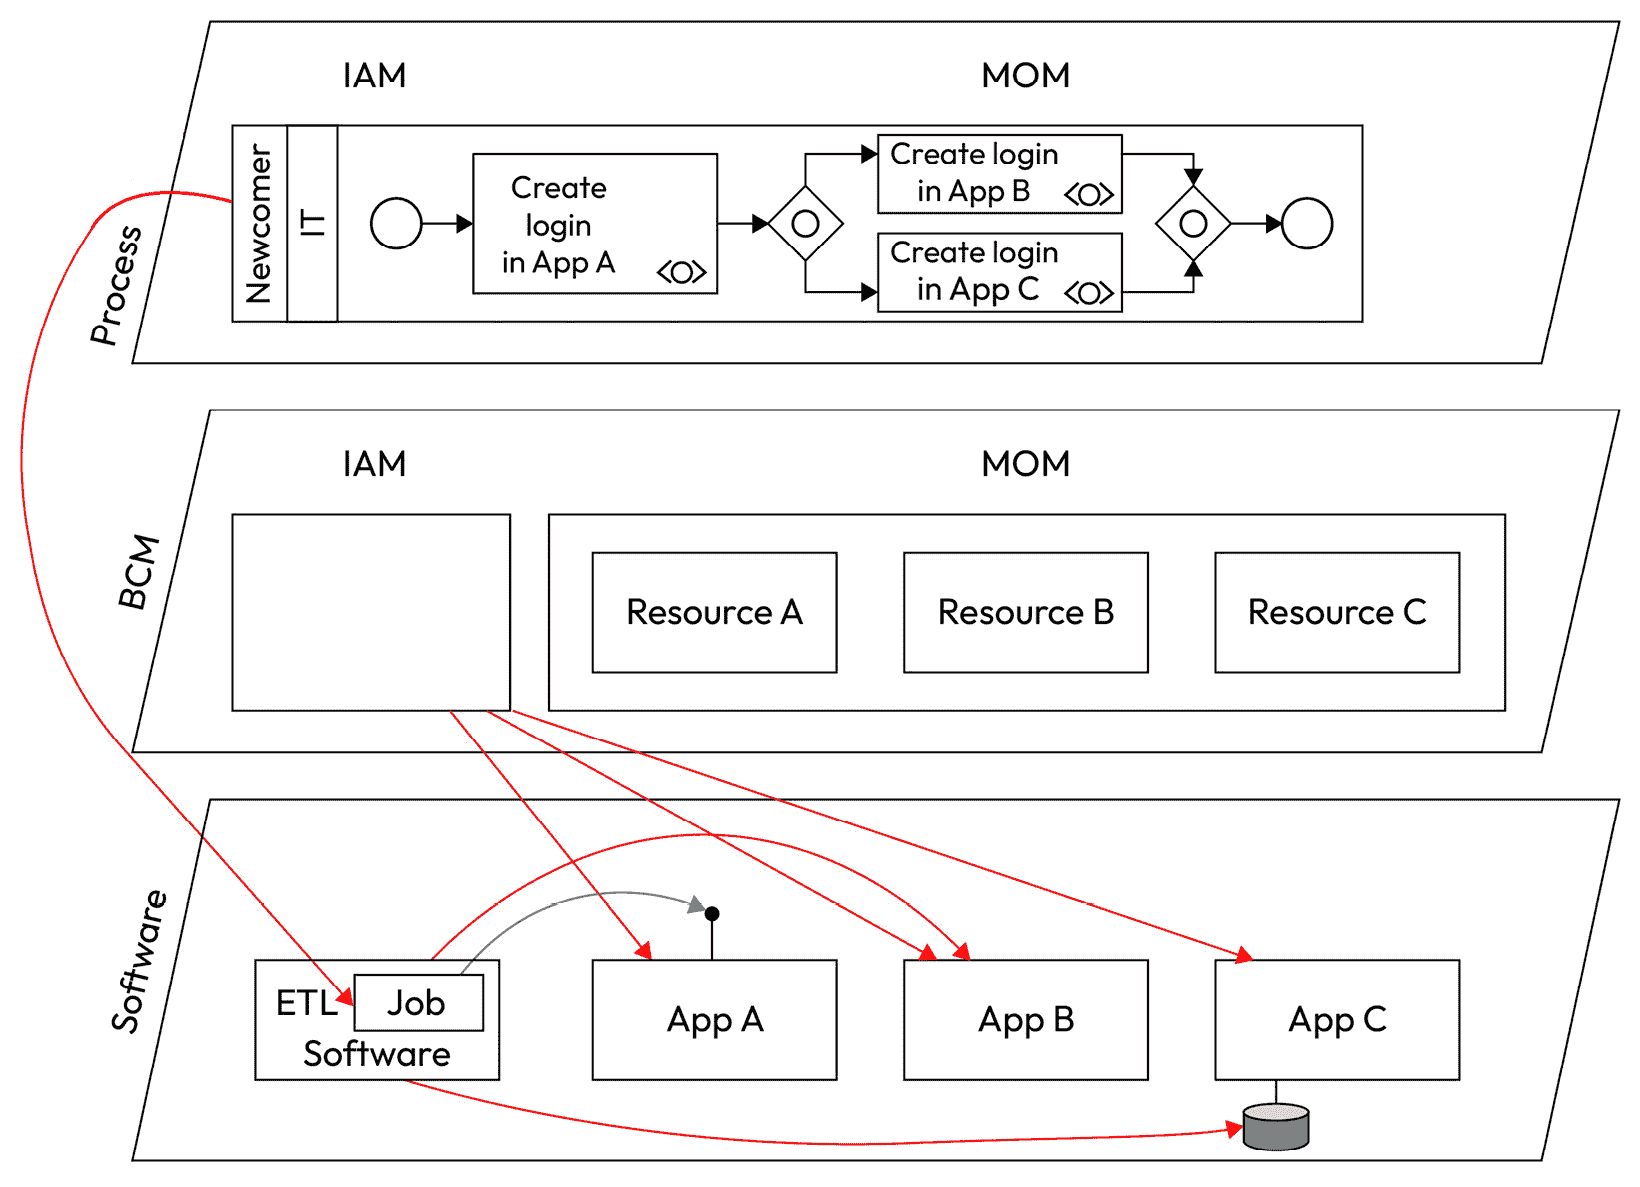 IAM
MOM
Process
Newcomer
IT
Create
login
in App A
Create login
in App B
Create login
in App C
IAM
MOM
BCM
Resource A
Resource B
Resource C
Software
ETL
Job
Software
App A
App B
App C